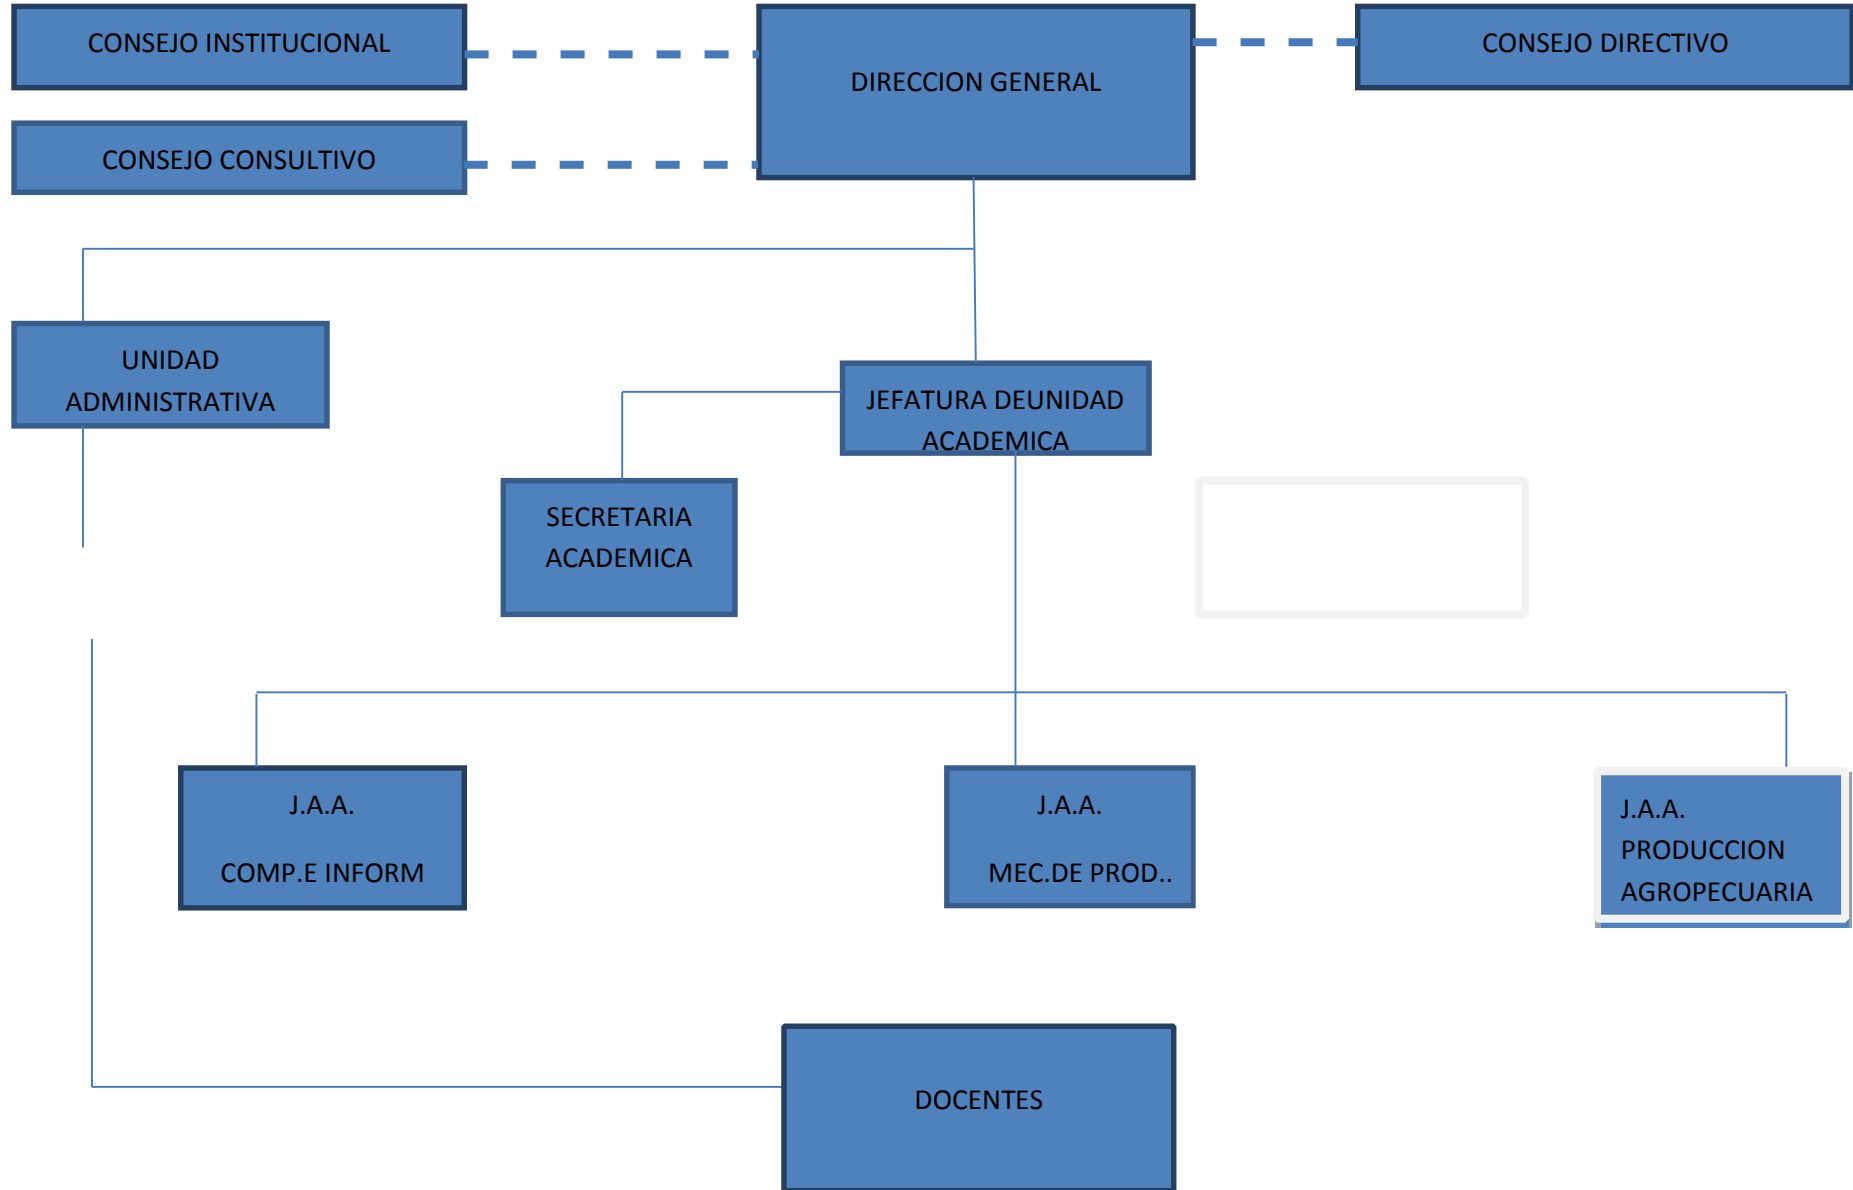 CONSEJO INSTITUCIONAL
DIRECCION GENERAL
CONSEJO DIRECTIVO
CONSEJO CONSULTIVO
UNIDAD
ADMINISTRATIVA
JEFATURA DEUNIDAD
ACADEMICA
SECRETARIA
ACADEMICA
J.A.A.
COMP.E INFORM
J.A.A.
MEC.DE PROD..
J.A.A.
PRODUCCION
AGROPECUARIA
DOCENTES